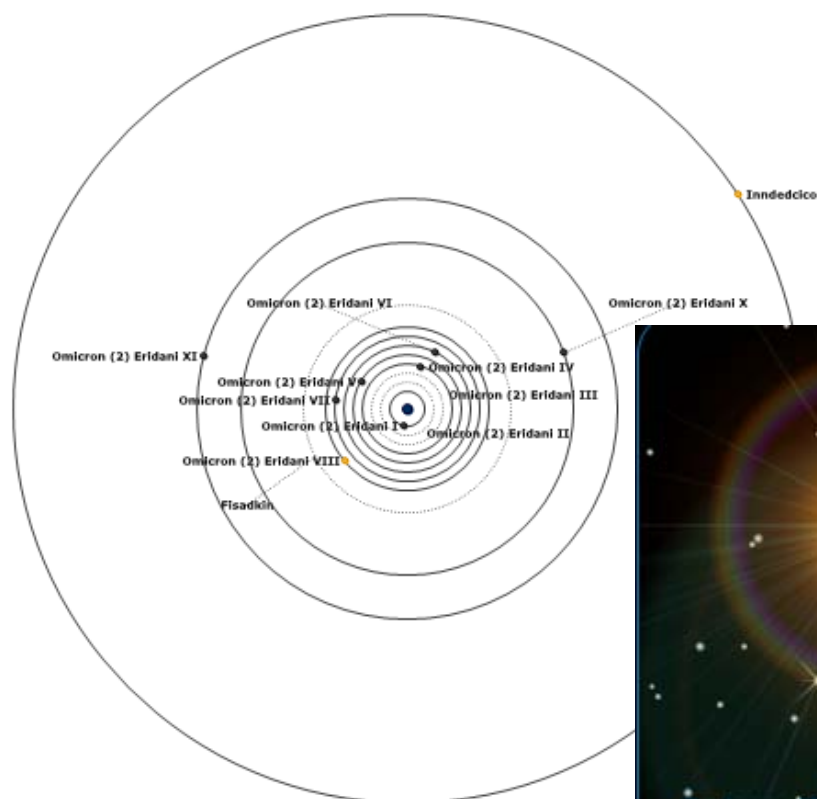 Inndedcico
Omicron (2) Eridani VI
Omicron (2) Eridani X
Omicron (2) Eridani XI
Omicron (2) Eridani IV
Omicron (2) Eridani V
Omicron (2) Eridani III
Omicron (2) Eridani VII
Omicron (2) Eridani I
Omicron (2) Eridani II
Omicron (2) Eridani VIII
Fisadkin